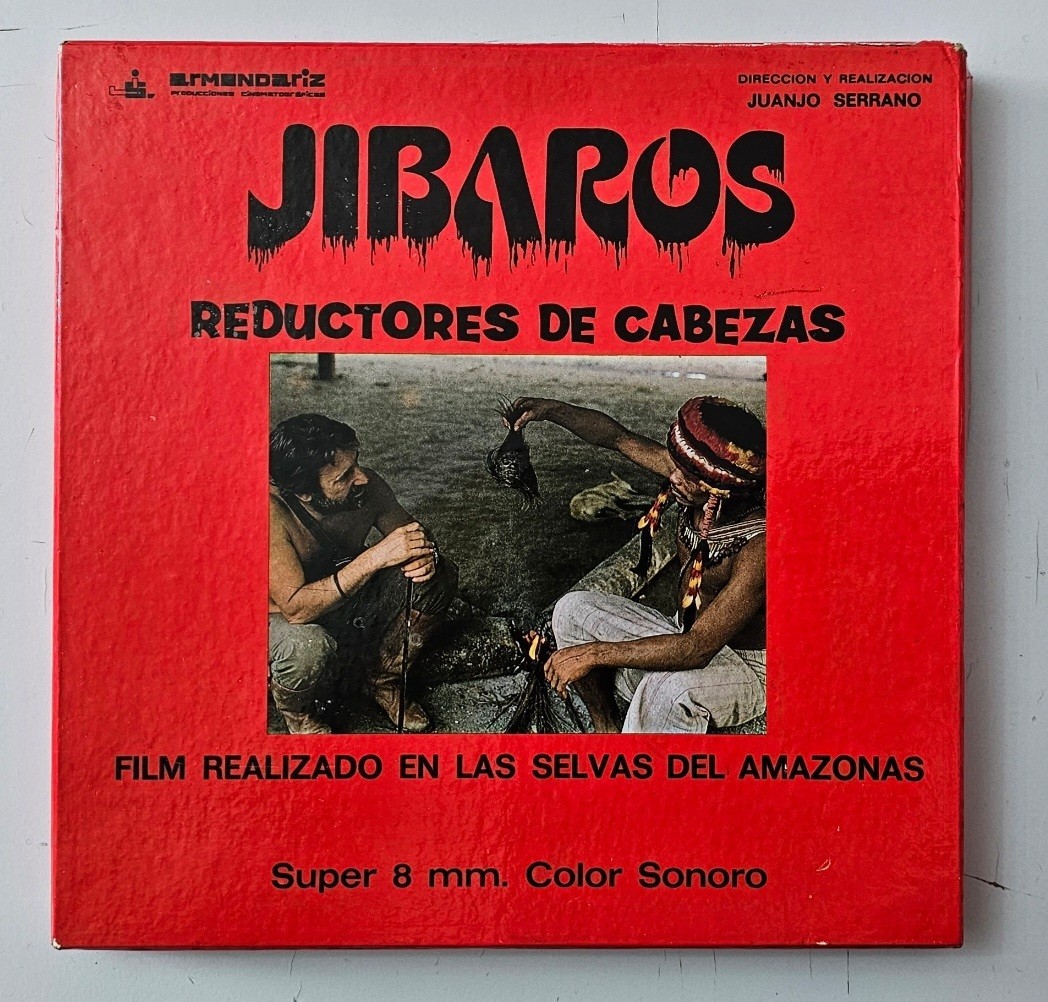 armendariz
producciones cinematográficas
DIRECCION Y REALIZACION
JUANJO SERRANO
JIBAROS
REDUCTORES DE CABEZAS
FILM REALIZADO EN LAS SELVAS DEL AMAZONAS
Super 8 mm. Color Sonoro